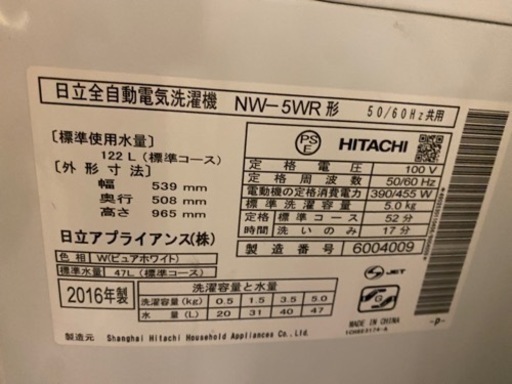 日立全自動電気洗濯機 NW-5WR形 50/60Hz共用
〔標準使用水量〕
122L(標準コース)
〔外形寸法〕
幅 539 mm
奥行 508 mm
高さ 965 mm
日立アプライアンス(株)
色相 W(ピュアホワイト)
標準水量 47L(標準コース)
PS E HITACHI
定格電圧 100 V
定格周波数 50/60 Hz
電動機の定格消費電力 390/455 W
標準洗濯容量 5.0kg
定格時間 標準コース 52分
洗いのみ 17分
製造番号 6004009
2016年製
洗濯容量と水量
洗濯容量(kg) 0.5 1.5 3.5 5.0
水量(L) 20 31 40 47
S JET
MADE IN CHINA
-P-
製造元 Shanghai Hitachi Household Appliances Co., Ltd.